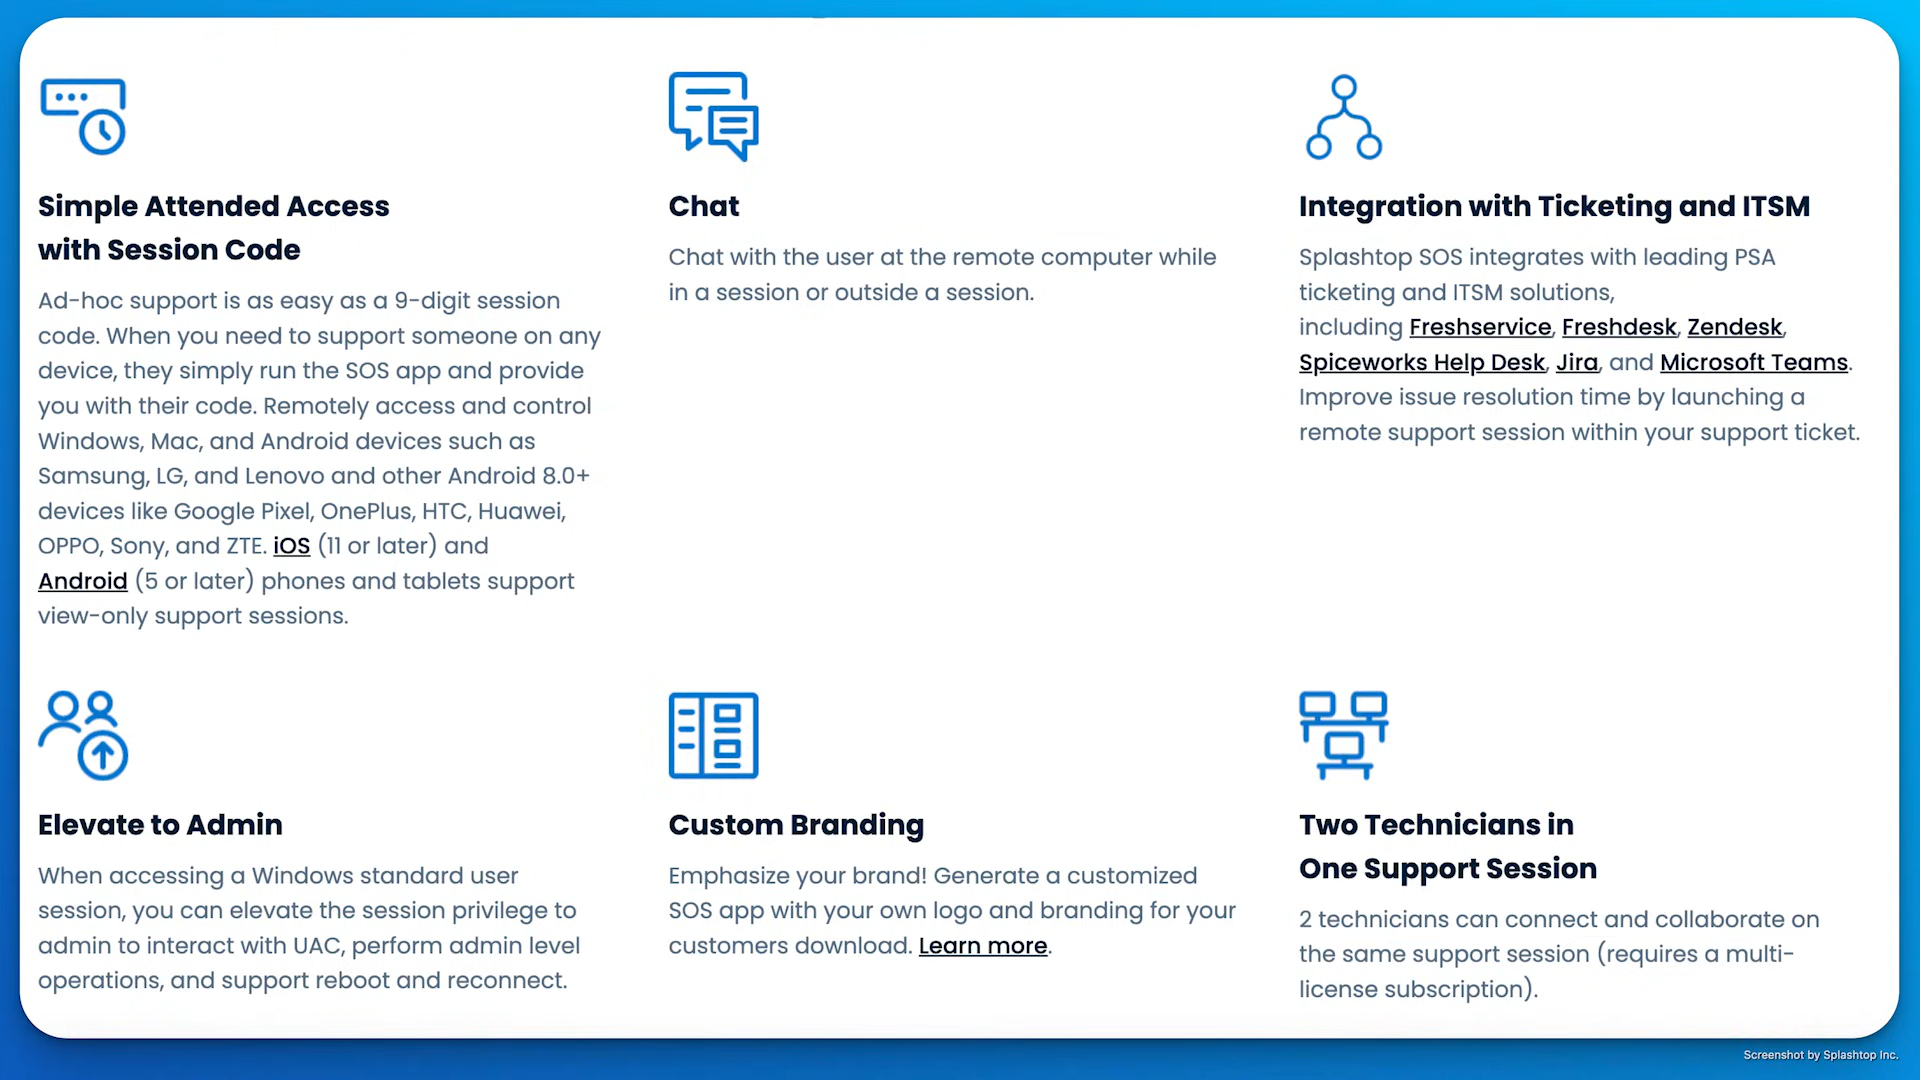 Simple Attended Access
with Session Code
Ad-hoc support is as easy as a 9-digit session
code. When you need to support someone on any
device, they simply run the SOS app and provide
you with their code. Remotely access and control
Windows, Mac, and Android devices such as
Samsung, LG, and Lenovo and other Android 8.0+
devices like Google Pixel, OnePlus, HTC, Huawei,
OPPO, Sony, and ZTE. iOS (11 or later) and
Android (5 or later) phones and tablets support
view-only support sessions.
Chat
Chat with the user at the remote computer while
in a session or outside a session.
Integration with Ticketing and ITSM
Splashtop SOS integrates with leading PSA
ticketing and ITSM solutions,
including Freshservice, Freshdesk, Zendesk,
Spiceworks Help Desk, Jira, and Microsoft Teams.
Improve issue resolution time by launching a
remote support session within your support ticket.
Elevate to Admin
When accessing a Windows standard user
session, you can elevate the session privilege to
admin to interact with UAC, perform admin level
operations, and support reboot and reconnect.
Custom Branding
Emphasize your brand! Generate a customized
SOS app with your own logo and branding for your
customers download. Learn more.
Two Technicians in
One Support Session
2 technicians can connect and collaborate on
the same support session (requires a multi-
license subscription).
Screenshot by Splashtop Inc.